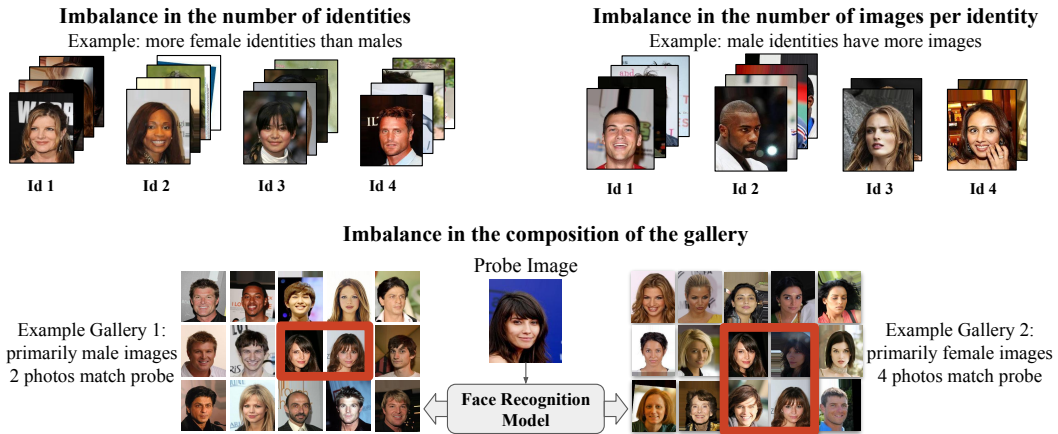 Imbalance in the number of identities
Example: more female identities than males
Id 1
Id 2
Id 3
Id 4
Imbalance in the number of images per identity
Example: male identities have more images
Id 1
Id 2
Id 3
Id 4
Imbalance in the composition of the gallery
Probe Image
Example Gallery 1:
primarily male images
2 photos match probe
Face Recognition
Model
Example Gallery 2:
primarily female images
4 photos match probe